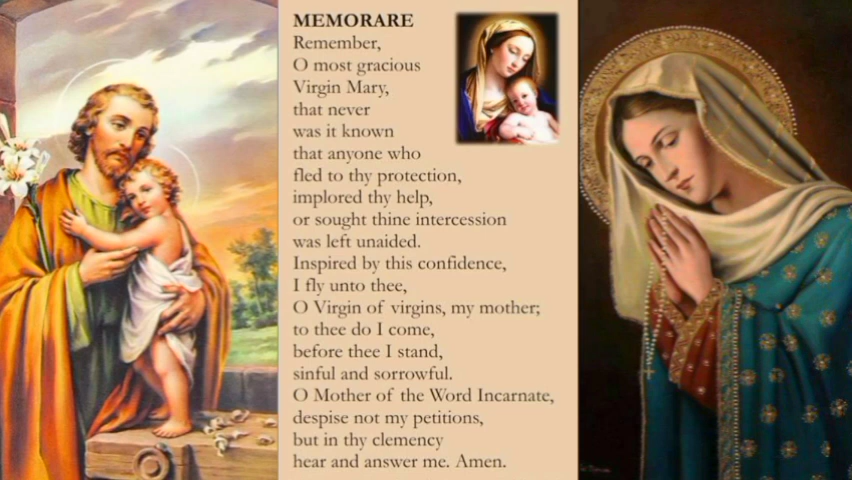 MEMORARE
Remember,
O most gracious
Virgin Mary,
that never
was it known
that anyone who
fled to thy protection,
implored thy help,
or sought thine intercession
was left unaided.
Inspired by this confidence,
I fly unto thee,
O Virgin of virgins, my mother;
to thee do I come,
before thee I stand,
sinful and sorrowful.
O Mother of the Word Incarnate,
despise not my petitions,
but in thy clemency
hear and answer me. Amen.